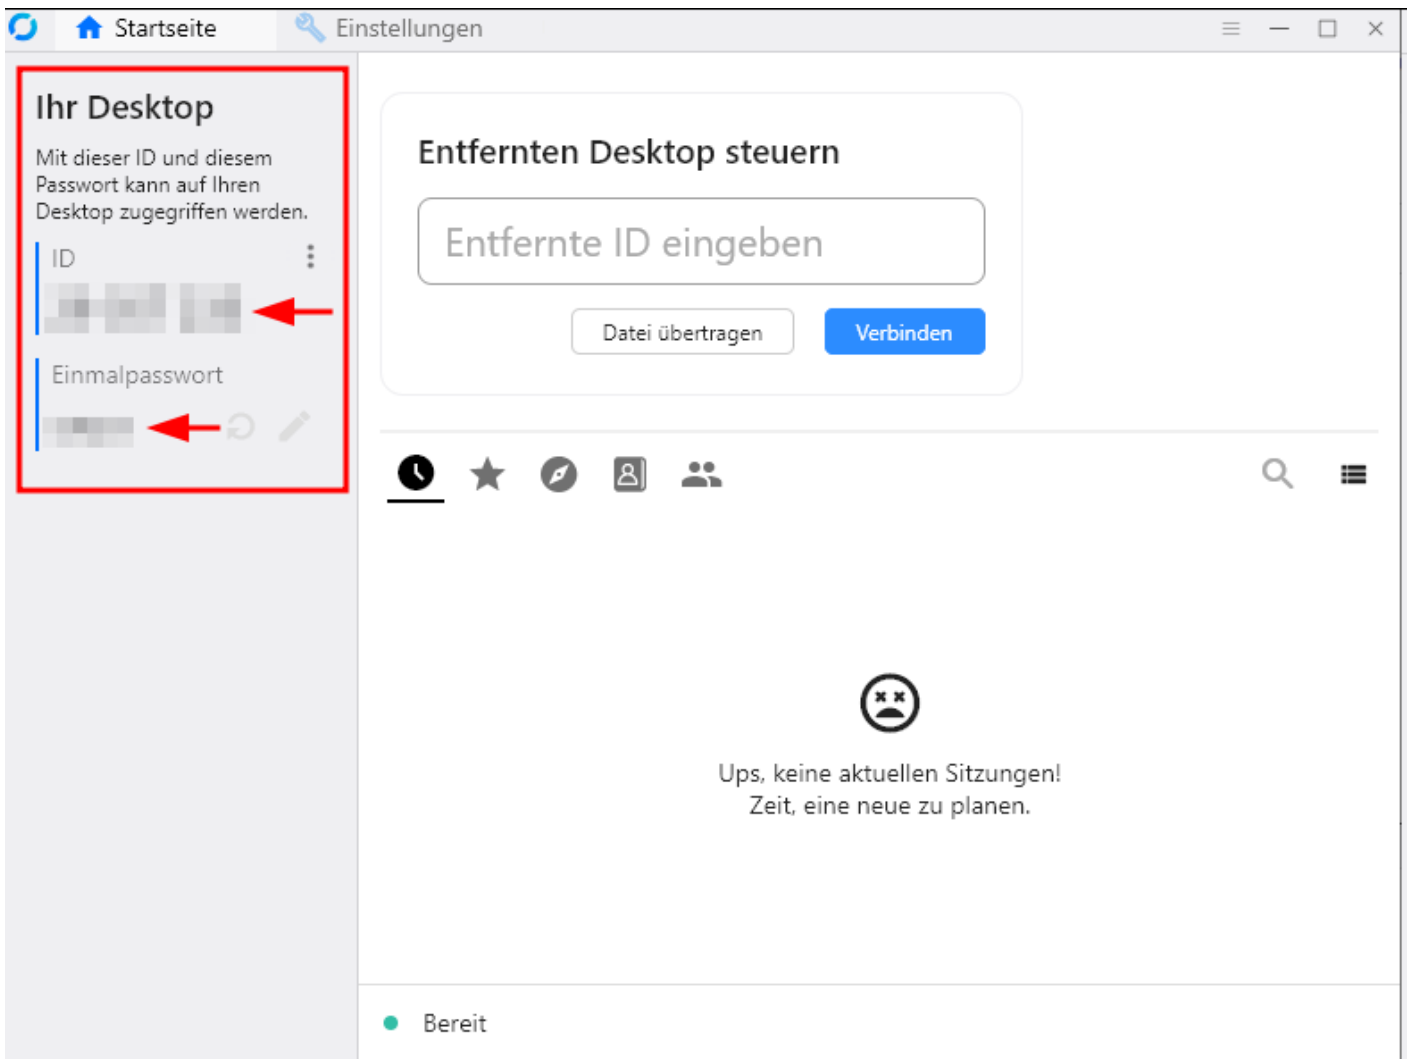 Startseite
Einstellungen
Ihr Desktop
Mit dieser ID und diesem
Passwort kann auf Ihren
Desktop zugegriffen werden.
ID
Einmalpasswort
Entfernten Desktop steuern
Entfernte ID eingeben
Datei übertragen
Verbinden
Ups, keine aktuellen Sitzungen!
Zeit, eine neue zu planen.
Bereit